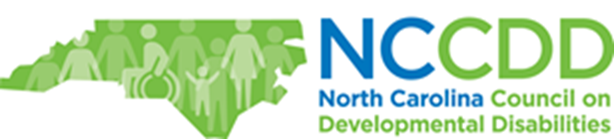 NCCDD
North Carolina Council on
Developmental Disabilities